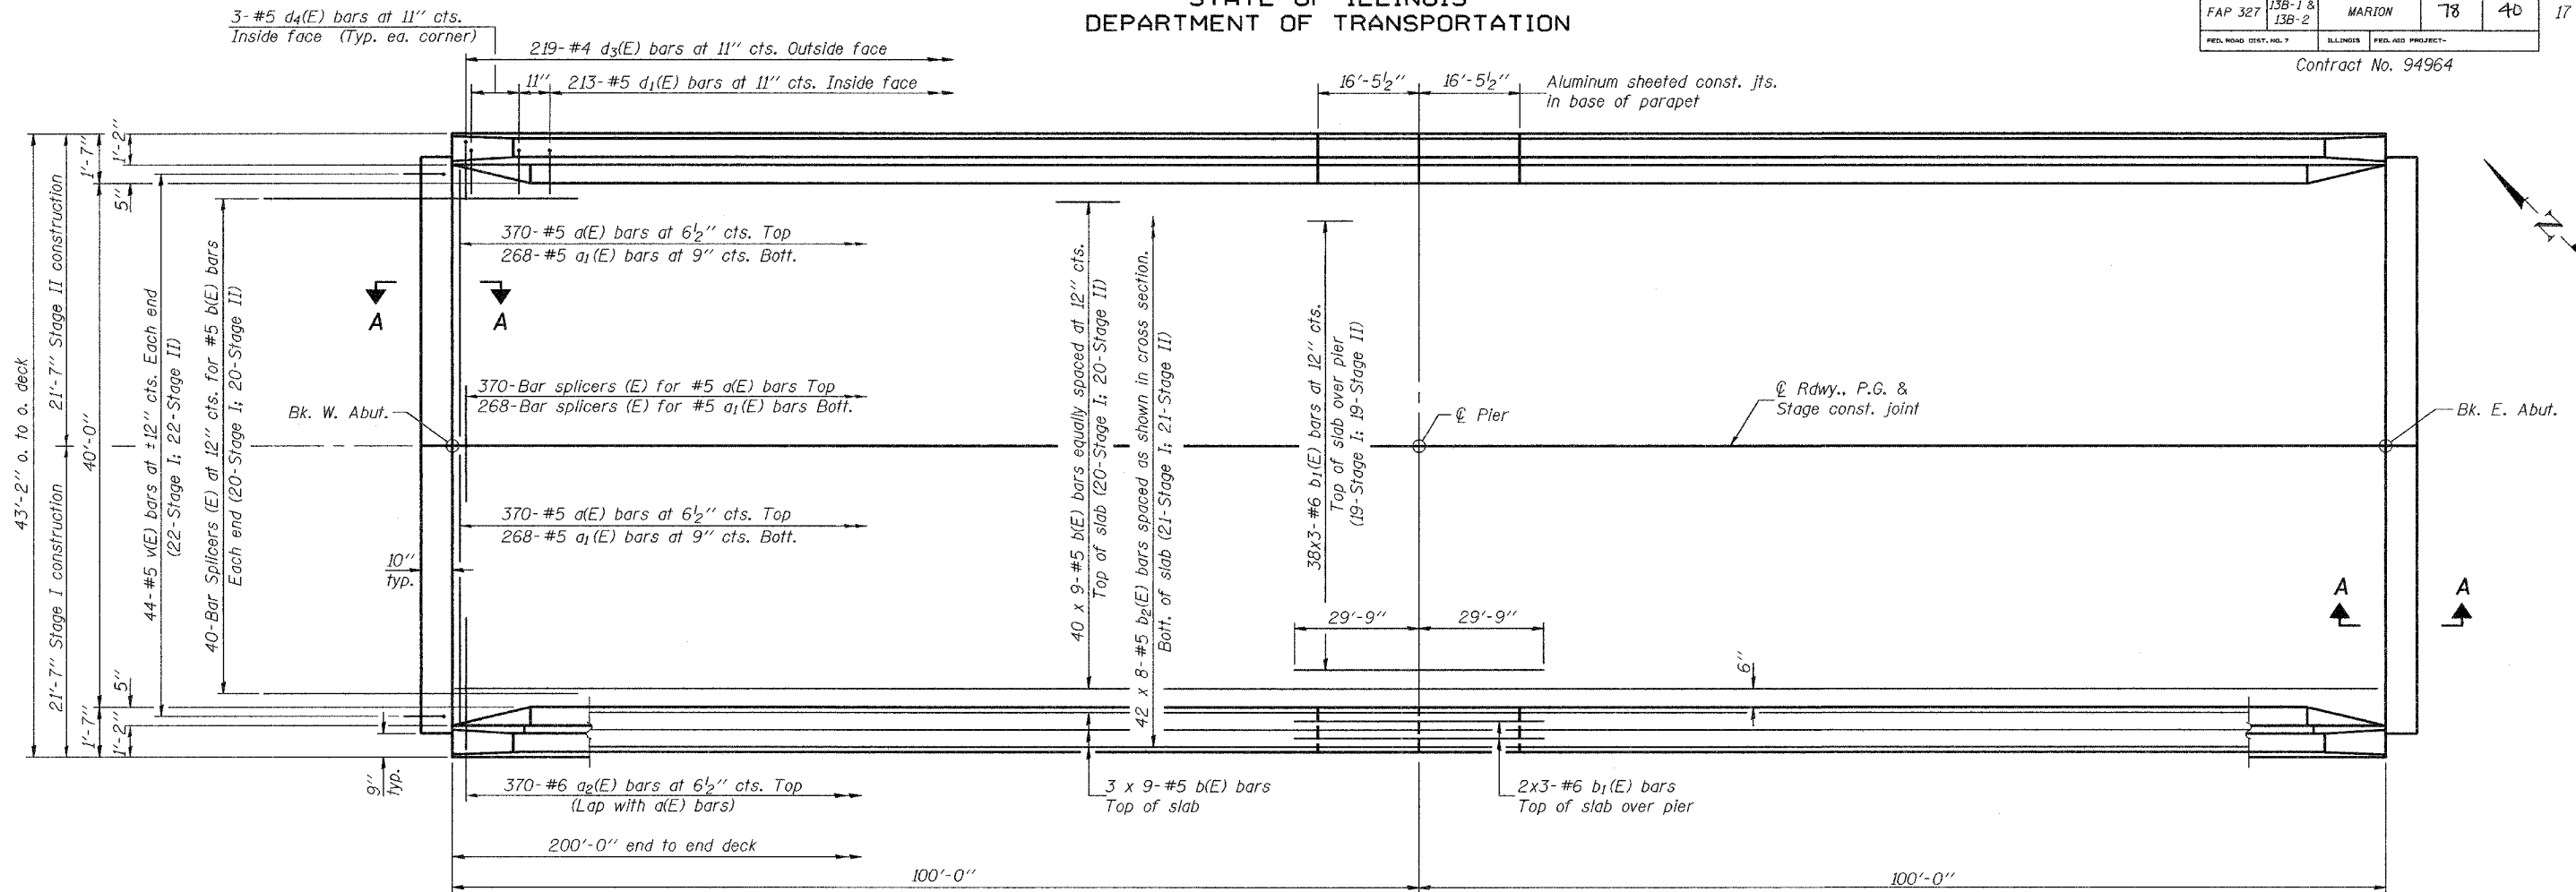 STATE OF ILLINOIS
DEPARTMENT OF TRANSPORTATION
FAP 327
13B-1 &
13B-2
MARION
78
40
17
FED. ROAD DIST. NO. 7
ILLINOIS
FED. AID PROJECT-
Contract No. 94964
3-#5 d4(E) bars at 11" cts.
Inside face (Typ. ea. corner)
219-#4 d3(E) bars at 11" cts. Outside face
11"
213-#5 d1(E) bars at 11" cts. Inside face
16'-5½"
16'-5½"
Aluminum sheeted const. jts.
in base of parapet
43'-2" o. to o. deck
21'-7" Stage II construction
21'-7" Stage I construction
1'-7"
1'-2"
5"
40'-0"
44-#5 v(E) bars at ±12" cts. Each end
(22-Stage I; 22-Stage II)
40-Bar Splicers (E) at 12" cts. for #5 b(E) bars
Each end (20-Stage I; 20-Stage II)
370-#5 a(E) bars at 6½" cts. Top
268-#5 a1(E) bars at 9" cts. Bott.
A
A
370-Bar splicers (E) for #5 a(E) bars Top
268-Bar splicers (E) for #5 a1(E) bars Bott.
Bk. W. Abut.
370-#5 a(E) bars at 6½" cts. Top
268-#5 a1(E) bars at 9" cts. Bott.
10"
typ.
40 x 9-#5 b(E) bars equally spaced at 12" cts.
Top of slab (20-Stage I; 20-Stage II)
42 x 8-#5 b2(E) bars spaced as shown in cross section.
Bott. of slab (21-Stage I; 21-Stage II)
38x3-#6 b1(E) bars at 12" cts.
Top of slab over pier
(19-Stage I; 19-Stage II)
℄ Pier
℄ Rdwy., P.G. &
Stage const. joint
Bk. E. Abut.
N
A
A
29'-9"
29'-9"
6"
5"
1'-7"
1'-2"
9"
typ.
370-#6 a2(E) bars at 6½" cts. Top
(Lap with a(E) bars)
3 x 9-#5 b(E) bars
Top of slab
2x3-#6 b1(E) bars
Top of slab over pier
200'-0" end to end deck
100'-0"
100'-0"